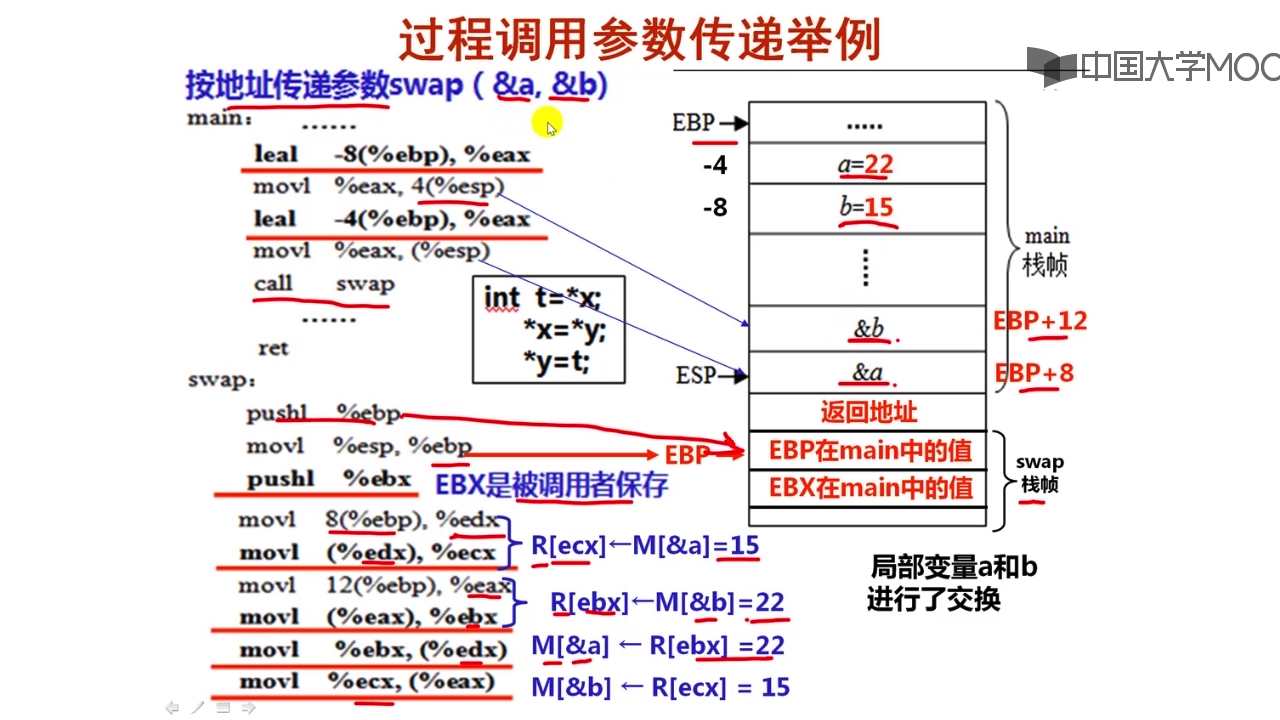 过程调用参数传递举例
中国大学MOO
按地址传递参数swap（&a, &b)
main：
......
leal -8(%ebp), %eax
movl %eax, 4(%esp)
leal -4(%ebp), %eax
movl %eax, (%esp)
call swap
......
ret
swap：
pushl %ebp
movl %esp, %ebp
pushl %ebx
EBX是被调用者保存
movl 8(%ebp), %edx
movl (%edx), %ecx
R[ecx]←M[&a]=15
movl 12(%ebp), %eax
movl (%eax), %ebx
R[ebx]←M[&b]=22
movl %ebx, (%edx)
M[&a] ← R[ebx] =22
movl %ecx, (%eax)
M[&b] ← R[ecx] = 15
int t=*x;
*x=*y;
*y=t;
EBP
.....
-4
a=22
-8
b=15
main
栈帧
&b
EBP+12
ESP
&a
EBP+8
返回地址
EBP
EBP在main中的值
EBX在main中的值
swap
栈帧
局部变量a和b
进行了交换